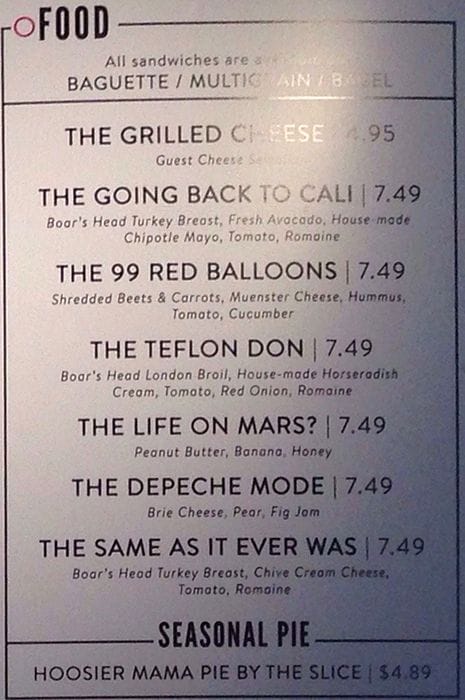 FOOD
All sandwiches are
BAGUETTE / MULTIGRAIN / BAGEL
THE GRILLED CHEESE 4.95
Guest Cheese
THE GOING BACK TO CALI | 7.49
Boar's Head Turkey Breast, Fresh Avocado, House-made
Chipotle Mayo, Tomato, Romaine
THE 99 RED BALLOONS | 7.49
Shredded Beets & Carrots, Muenster Cheese, Hummus,
Tomato, Cucumber
THE TEFLON DON | 7.49
Boar's Head London Broil, House-made Horseradish
Cream, Tomato, Red Onion, Romaine
THE LIFE ON MARS? | 7.49
Peanut Butter, Banana, Honey
THE DEPECHE MODE | 7.49
Brie Cheese, Pear, Fig Jam
THE SAME AS IT EVER WAS | 7.49
Boar's Head Turkey Breast, Chive Cream Cheese,
Tomato, Romaine
SEASONAL PIE
HOOSIER MAMA PIE BY THE SLICE | $4.89